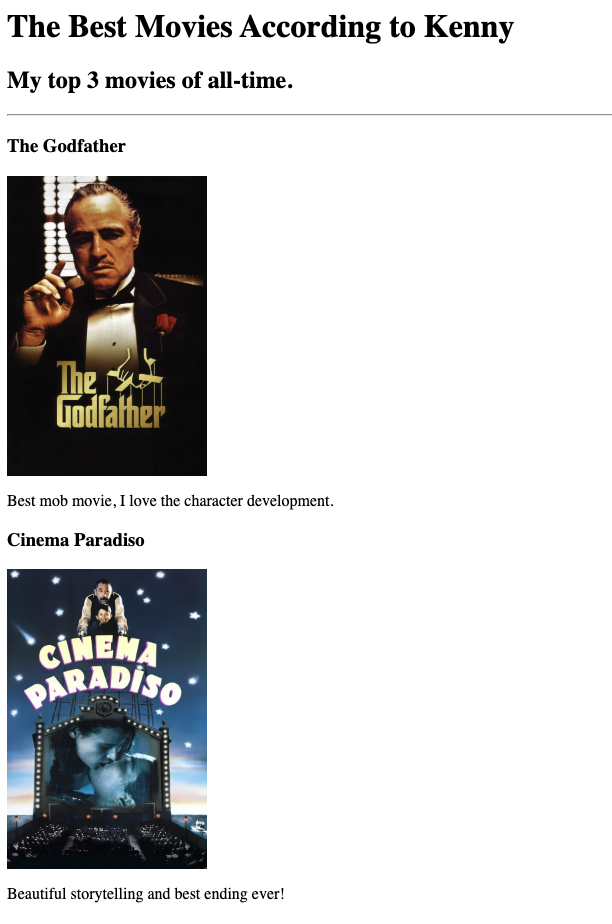 The Best Movies According to Kenny
My top 3 movies of all-time.
The Godfather
The
Godfather
Best mob movie, I love the character development.
Cinema Paradiso
CINEMA
PARADISO
Beautiful storytelling and best ending ever!